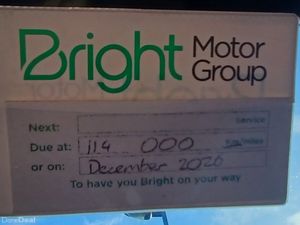 Bright Motor Group
Next: Service
Due at: 114 000 Km/Miles
or on: December 2020
To have you Bright on your way
DoneDeal